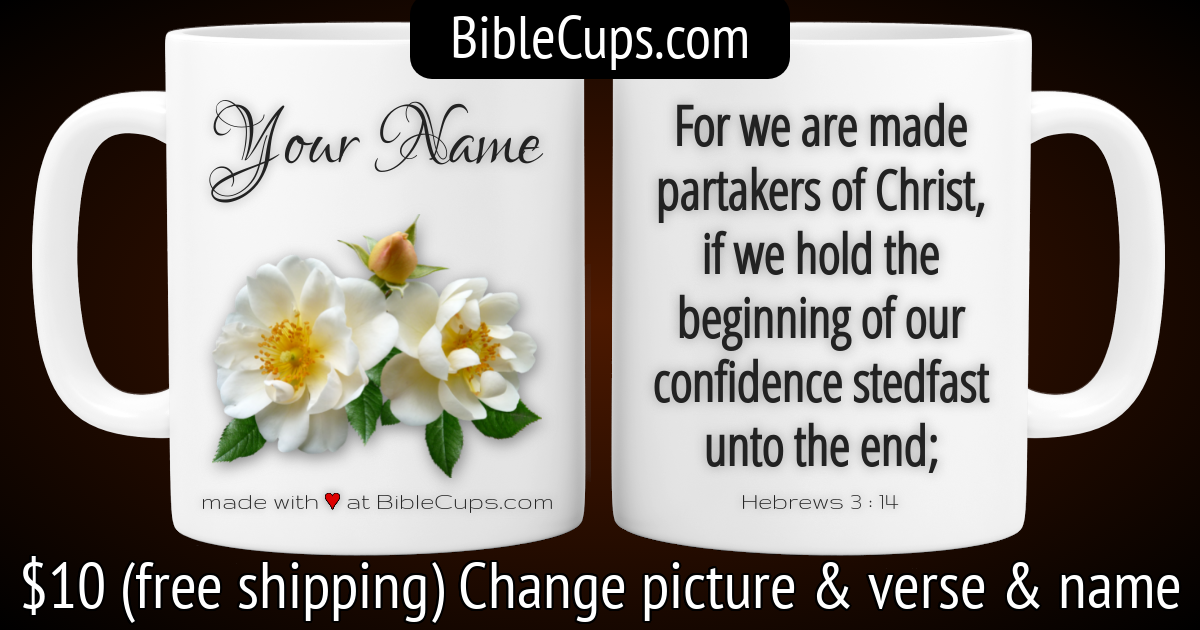 BibleCups.com
Your Name
made with ♥ at BibleCups.com
For we are made
partakers of Christ,
if we hold the
beginning of our
confidence stedfast
unto the end;
Hebrews 3 : 14
$10 (free shipping) Change picture & verse & name